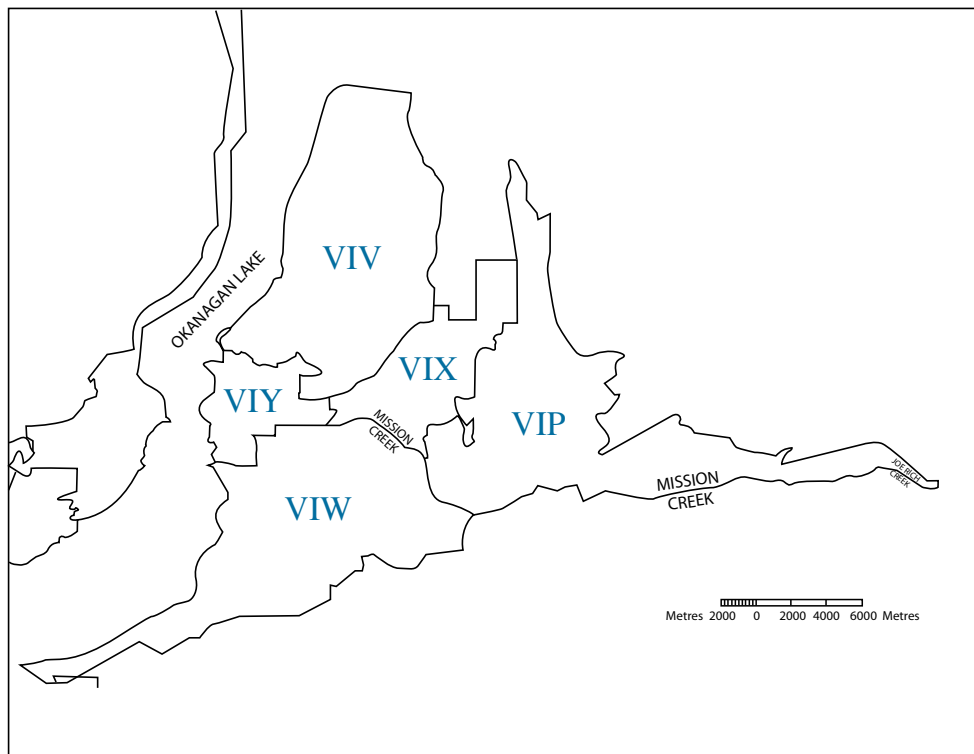 VIV
OKANAGAN LAKE
VIX
VIY
MISSION
CREEK
VIP
JOE RICH
CREEK
MISSION
CREEK
VIW
Metres 2000 0 2000 4000 6000 Metres